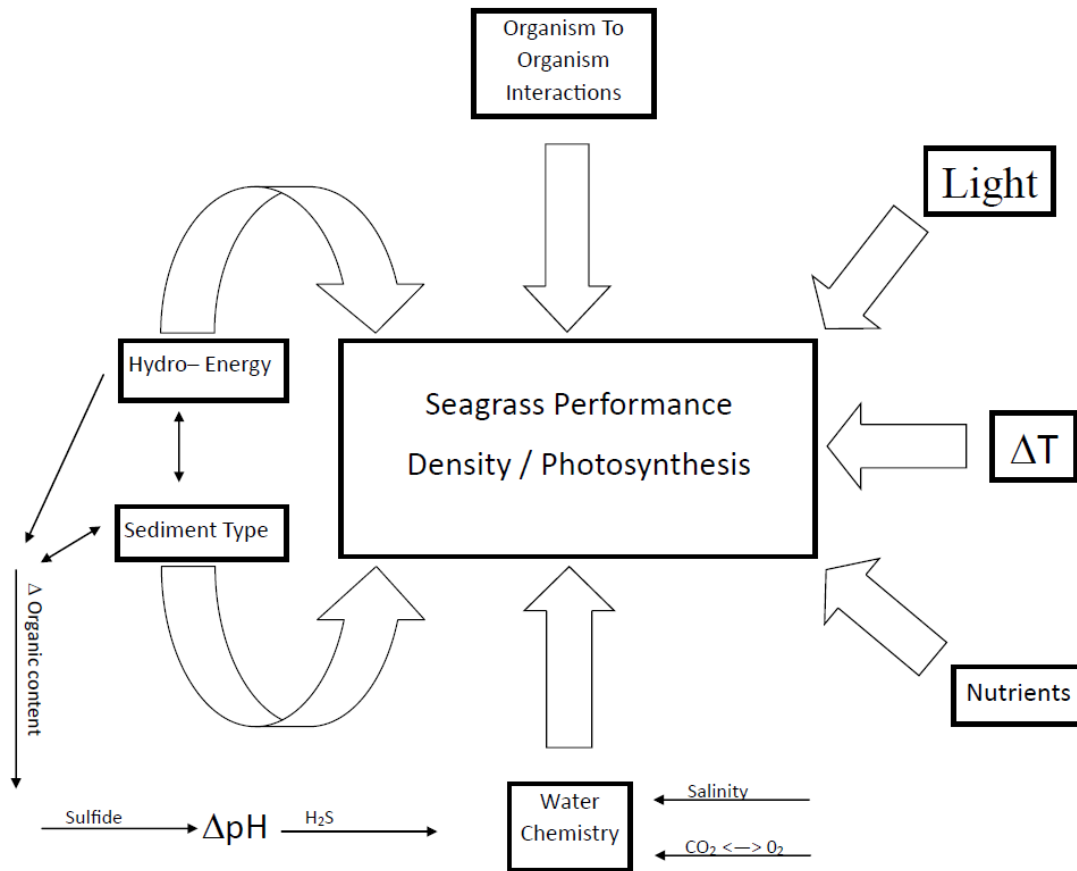 Organism To
Organism
Interactions
Light
Hydro– Energy
Seagrass Performance
Density / Photosynthesis
ΔT
Sediment Type
Δ Organic content
Nutrients
Water
Chemistry
Salinity
CO₂ <—> 0₂
Sulfide
ΔpH
H₂S